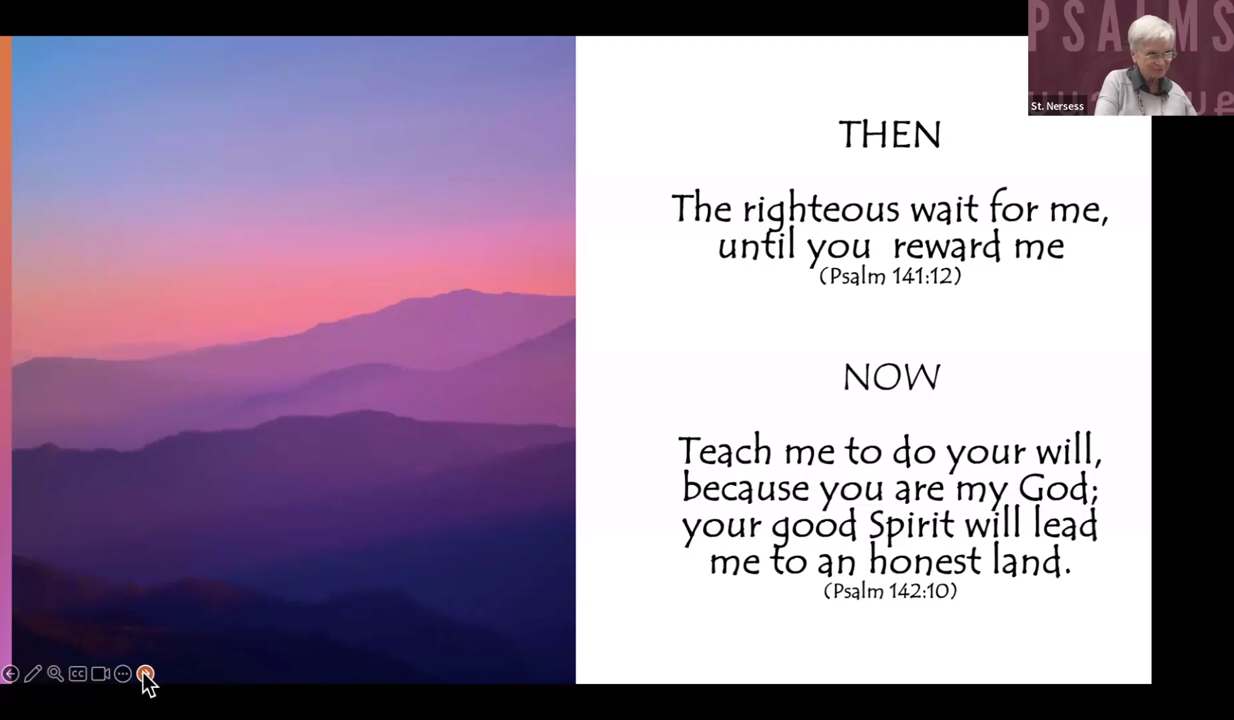 PSALMS
St. Nersess
THEN
The righteous wait for me,
until you reward me
(Psalm 141:12)
NOW
Teach me to do your will,
because you are my God;
your good Spirit will lead
me to an honest land.
(Psalm 142:10)
CC